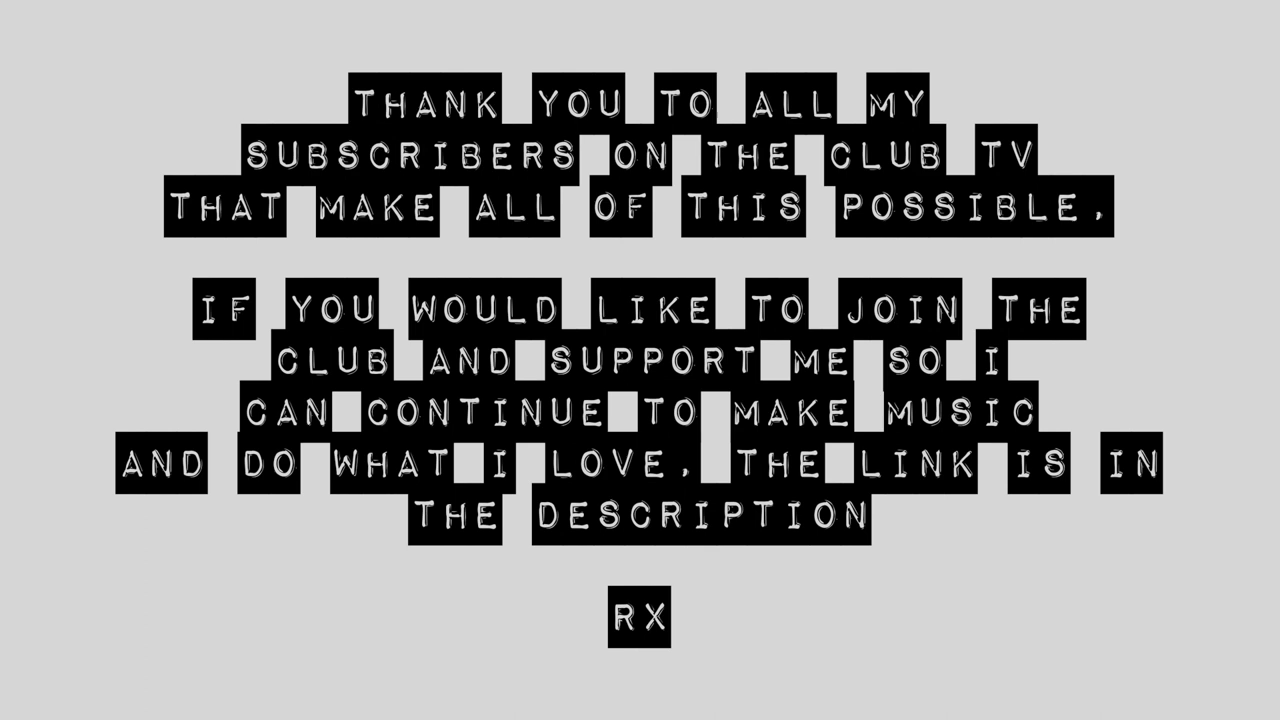 THANK YOU TO ALL MY
SUBSCRIBERS ON THE CLUB TV
THAT MAKE ALL OF THIS POSSIBLE.
IF YOU WOULD LIKE TO JOIN THE
CLUB AND SUPPORT ME SO I
CAN CONTINUE TO MAKE MUSIC
AND DO WHAT I LOVE. THE LINK IS IN
THE DESCRIPTION
RX